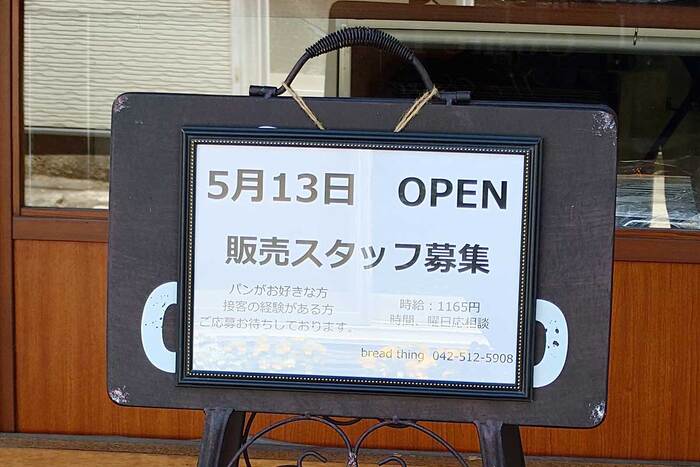 5月13日 OPEN
販売スタッフ募集
パンがお好きな方
接客の経験がある方
ご応募お待ちしております。
時給：1165円
時間、曜日応相談
bread thing 042-512-5908